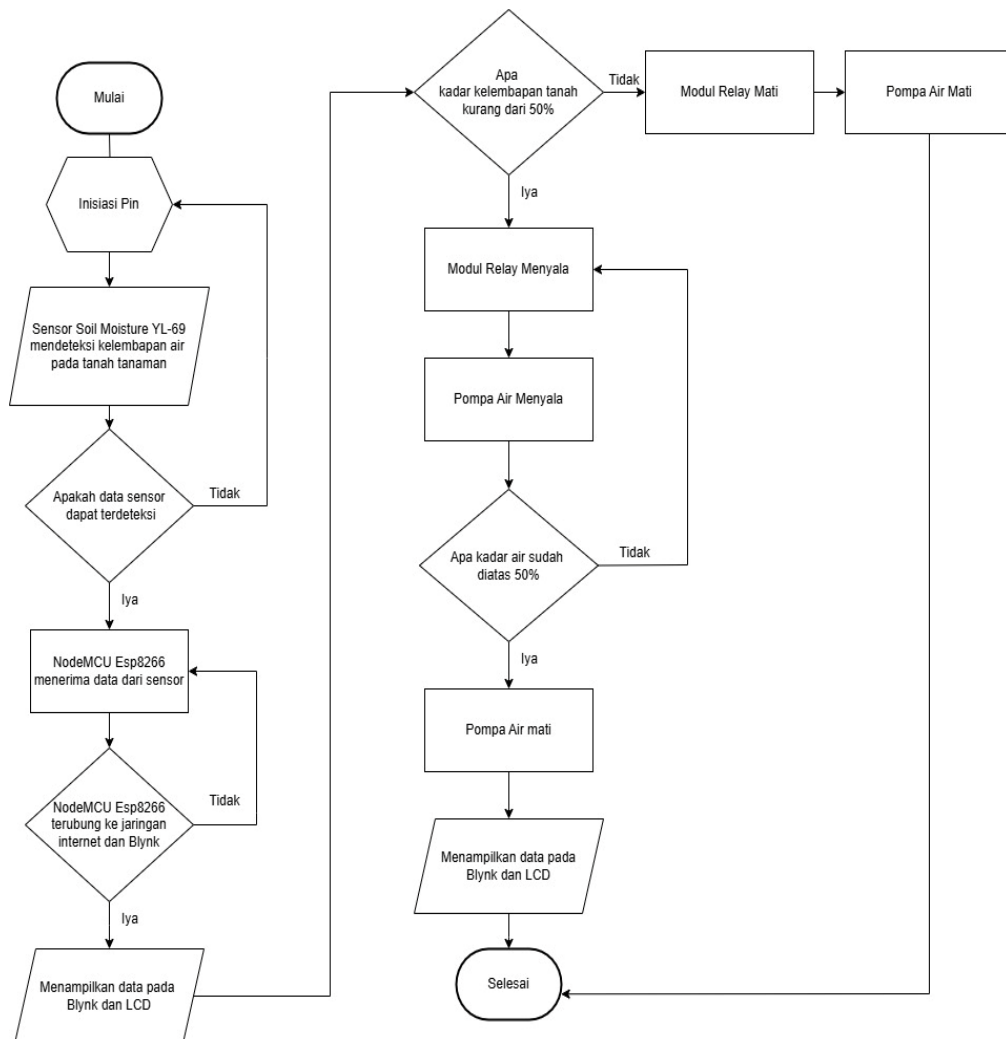 Mulai
Inisiasi Pin
Sensor Soil Moisture YL-69
mendeteksi kelembapan air
pada tanah tanaman
Apakah data sensor
dapat terdeteksi
Tidak
Iya
NodeMCU Esp8266
menerima data dari sensor
NodeMCU Esp8266
terubung ke jaringan
internet dan Blynk
Tidak
Iya
Menampilkan data pada
Blynk dan LCD
Apa
kadar kelembapan tanah
kurang dari 50%
Tidak
Modul Relay Mati
Pompa Air Mati
Iya
Modul Relay Menyala
Pompa Air Menyala
Apa kadar air sudah
diatas 50%
Tidak
Iya
Pompa Air mati
Menampilkan data pada
Blynk dan LCD
Selesai